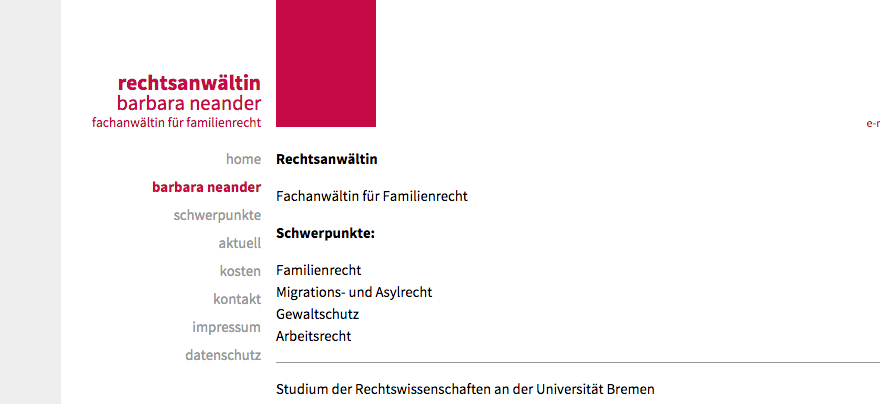 rechtsanwältin
barbara neander
fachanwältin für familienrecht
home
barbara neander
schwerpunkte
aktuell
kosten
kontakt
impressum
datenschutz
Rechtsanwältin
Fachanwältin für Familienrecht
Schwerpunkte:
Familienrecht
Migrations- und Asylrecht
Gewaltschutz
Arbeitsrecht
Studium der Rechtswissenschaften an der Universität Bremen